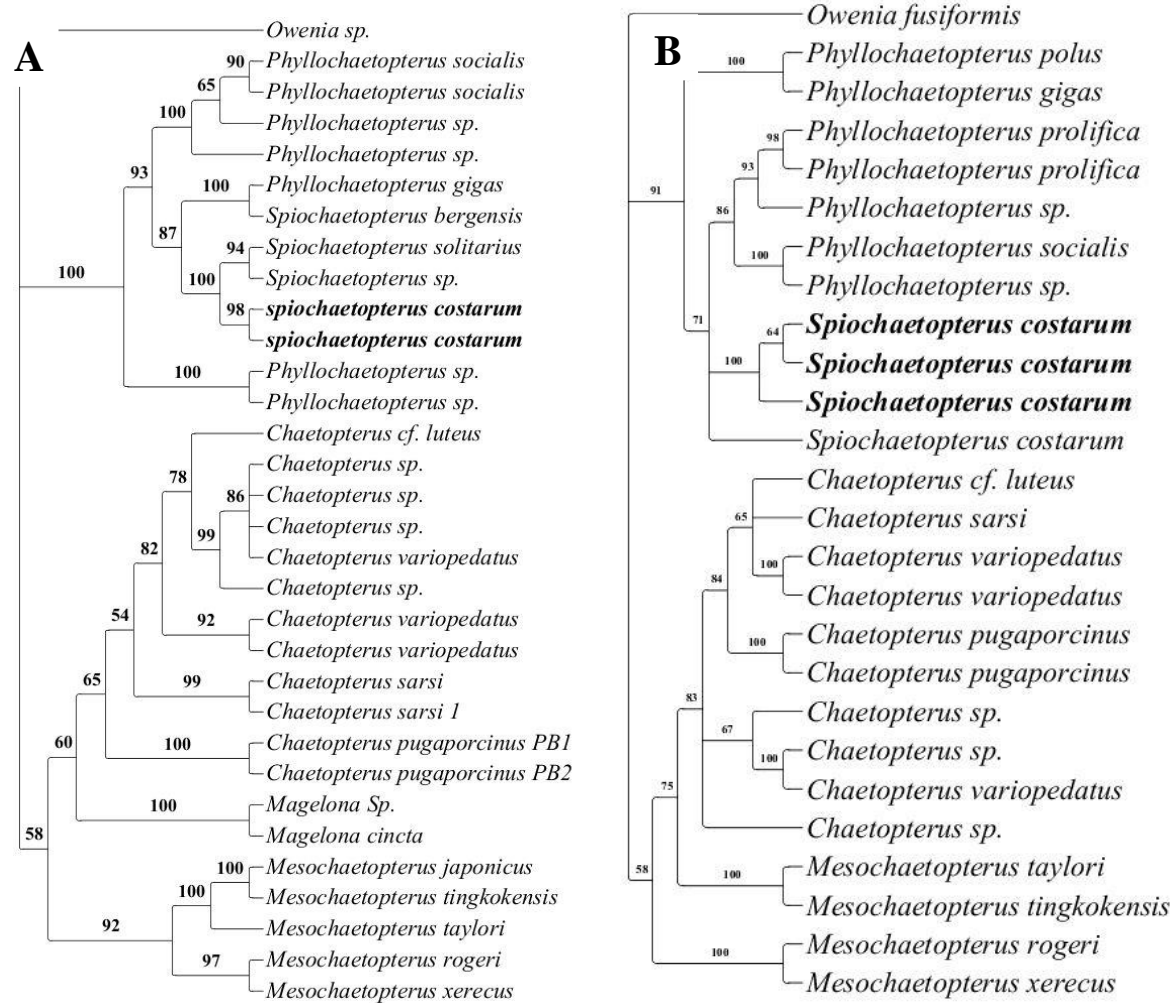 A
Owenia sp.
90
Phyllochaetopterus socialis
65
Phyllochaetopterus socialis
100
Phyllochaetopterus sp.
Phyllochaetopterus sp.
93
100
Phyllochaetopterus gigas
Spiochaetopterus bergensis
87
94
Spiochaetopterus solitarius
100
Spiochaetopterus sp.
100
98
spiochaetopterus costarum
spiochaetopterus costarum
100
Phyllochaetopterus sp.
Phyllochaetopterus sp.
Chaetopterus cf. luteus
78
Chaetopterus sp.
86
Chaetopterus sp.
99
Chaetopterus sp.
82
Chaetopterus variopedatus
Chaetopterus sp.
54
92
Chaetopterus variopedatus
Chaetopterus variopedatus
65
99
Chaetopterus sarsi
Chaetopterus sarsi 1
60
100
Chaetopterus pugaporcinus PB1
Chaetopterus pugaporcinus PB2
100
Magelona Sp.
58
Magelona cincta
100
Mesochaetopterus japonicus
100
Mesochaetopterus tingkokensis
92
Mesochaetopterus taylori
97
Mesochaetopterus rogeri
Mesochaetopterus xerecus
B
Owenia fusiformis
100
Phyllochaetopterus polus
Phyllochaetopterus gigas
98
Phyllochaetopterus prolifica
93
Phyllochaetopterus prolifica
91
Phyllochaetopterus sp.
86
100
Phyllochaetopterus socialis
Phyllochaetopterus sp.
71
64
Spiochaetopterus costarum
100
Spiochaetopterus costarum
Spiochaetopterus costarum
Spiochaetopterus costarum
Chaetopterus cf. luteus
65
Chaetopterus sarsi
100
Chaetopterus variopedatus
84
Chaetopterus variopedatus
100
Chaetopterus pugaporcinus
Chaetopterus pugaporcinus
83
67
Chaetopterus sp.
100
Chaetopterus sp.
Chaetopterus variopedatus
75
Chaetopterus sp.
58
100
Mesochaetopterus taylori
Mesochaetopterus tingkokensis
100
Mesochaetopterus rogeri
Mesochaetopterus xerecus